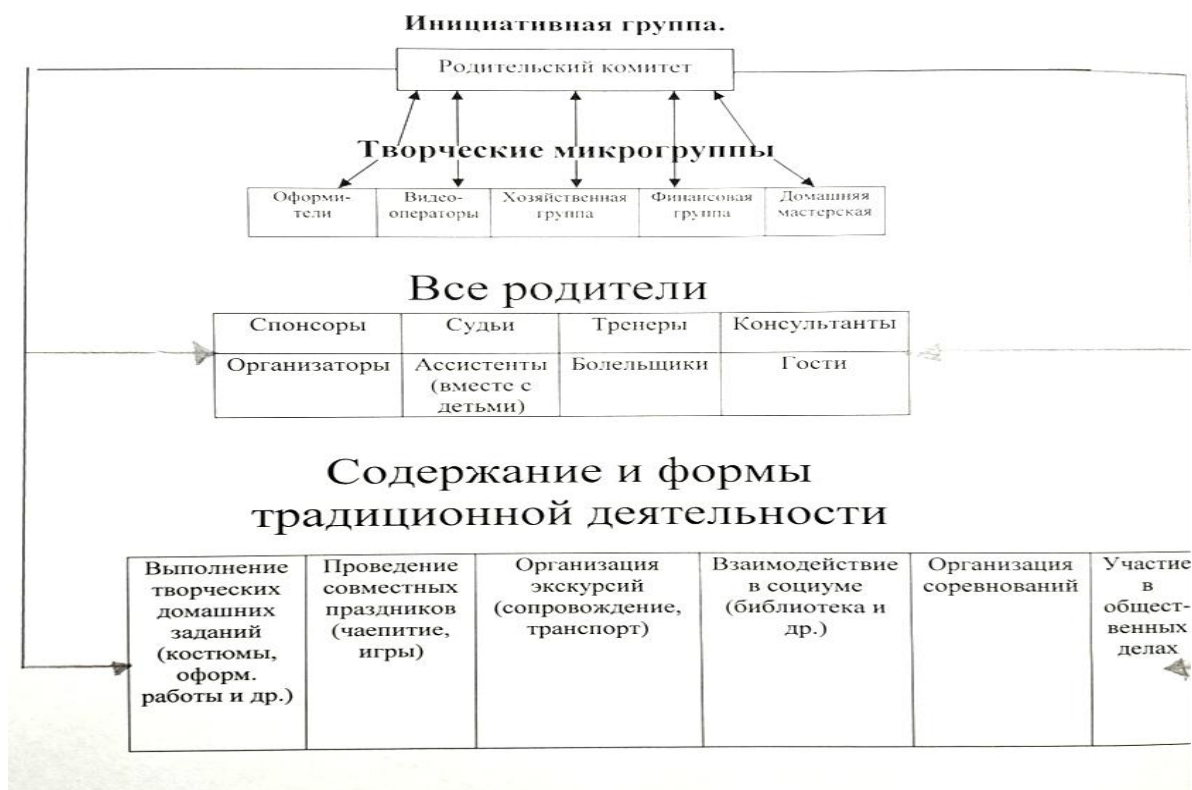 Инициативная группа.
Родительский комитет
Творческие микрогруппы
Оформи-
тели
Видео-
операторы
Хозяйственная
группа
Финансовая
группа
Домашняя
мастерская
Все родители
Спонсоры
Судьи
Тренеры
Консультанты
Организаторы
Ассистенты
(вместе с
детьми)
Болельщики
Гости
Содержание и формы
традиционной деятельности
Выполнение
творческих
домашних
заданий
(костюмы,
оформ.
работы и др.)
Проведение
совместных
праздников
(чаепитие,
игры)
Организация
экскурсий
(сопровождение,
транспорт)
Взаимодействие
в социуме
(библиотека и
др.)
Организация
соревнований
Участие
в
общест-
венных
делах